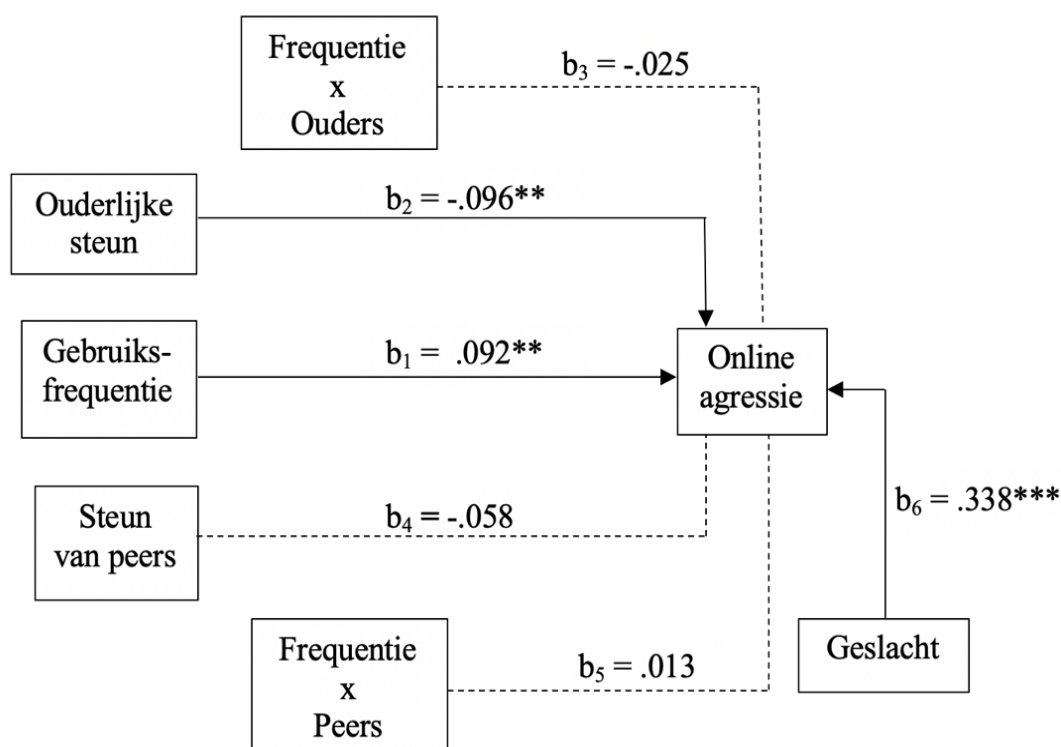 Frequentie
x
Ouders
b₃ = -.025
Ouderlijke
steun
b₂ = -.096**
Gebruiks-
frequentie
b₁ = .092**
Online
agressie
Steun
van peers
b₄ = -.058
b₆ = .338***
Frequentie
x
Peers
b₅ = .013
Geslacht